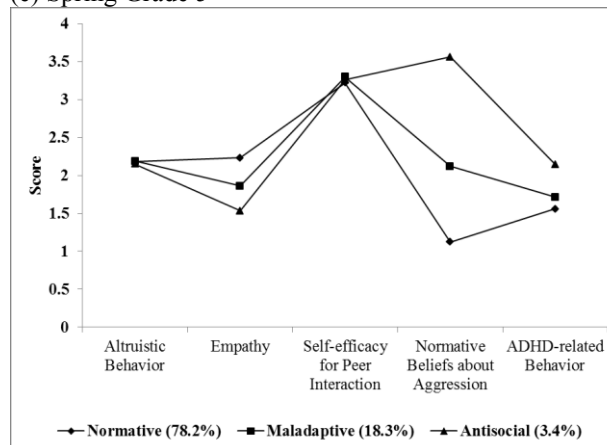 (e) Spring Grade 5
4
3.5
3
2.5
2
1.5
1
0.5
0
Score
Altruistic
Behavior
Empathy
Self-efficacy
for Peer
Interaction
Normative
Beliefs about
Aggression
ADHD-related
Behavior
Normative (78.2%) Maladaptive (18.3%) Antisocial (3.4%)